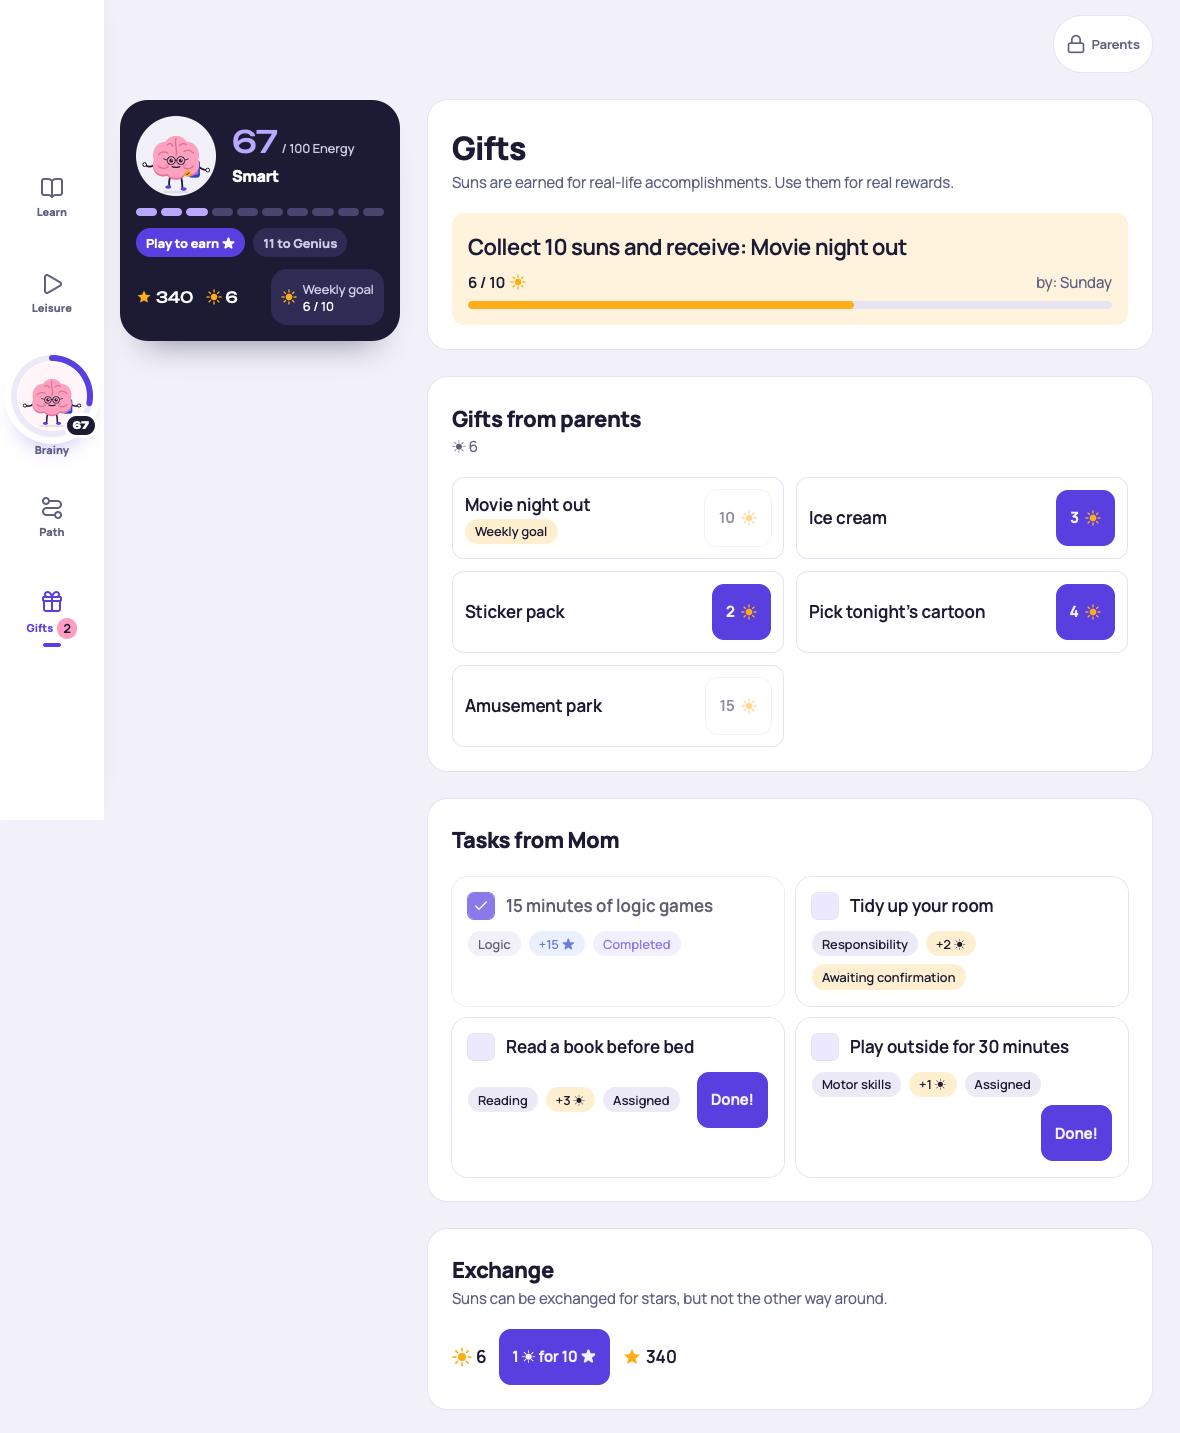 Parents
Learn
Leisure
67
Brainy
Path
Gifts 2
67 / 100 Energy
Smart
Play to earn
11 to Genius
340
6
Weekly goal
6 / 10
Gifts
Suns are earned for real-life accomplishments. Use them for real rewards.
Collect 10 suns and receive: Movie night out
6 / 10
by: Sunday
Gifts from parents
6
Movie night out
Weekly goal
10
Ice cream
3
Sticker pack
2
Pick tonight's cartoon
4
Amusement park
15
Tasks from Mom
15 minutes of logic games
Logic
+15
Completed
Tidy up your room
Responsibility
+2
Awaiting confirmation
Read a book before bed
Reading
+3
Assigned
Done!
Play outside for 30 minutes
Motor skills
+1
Assigned
Done!
Exchange
Suns can be exchanged for stars, but not the other way around.
6
1 ☀ for 10 ★
340